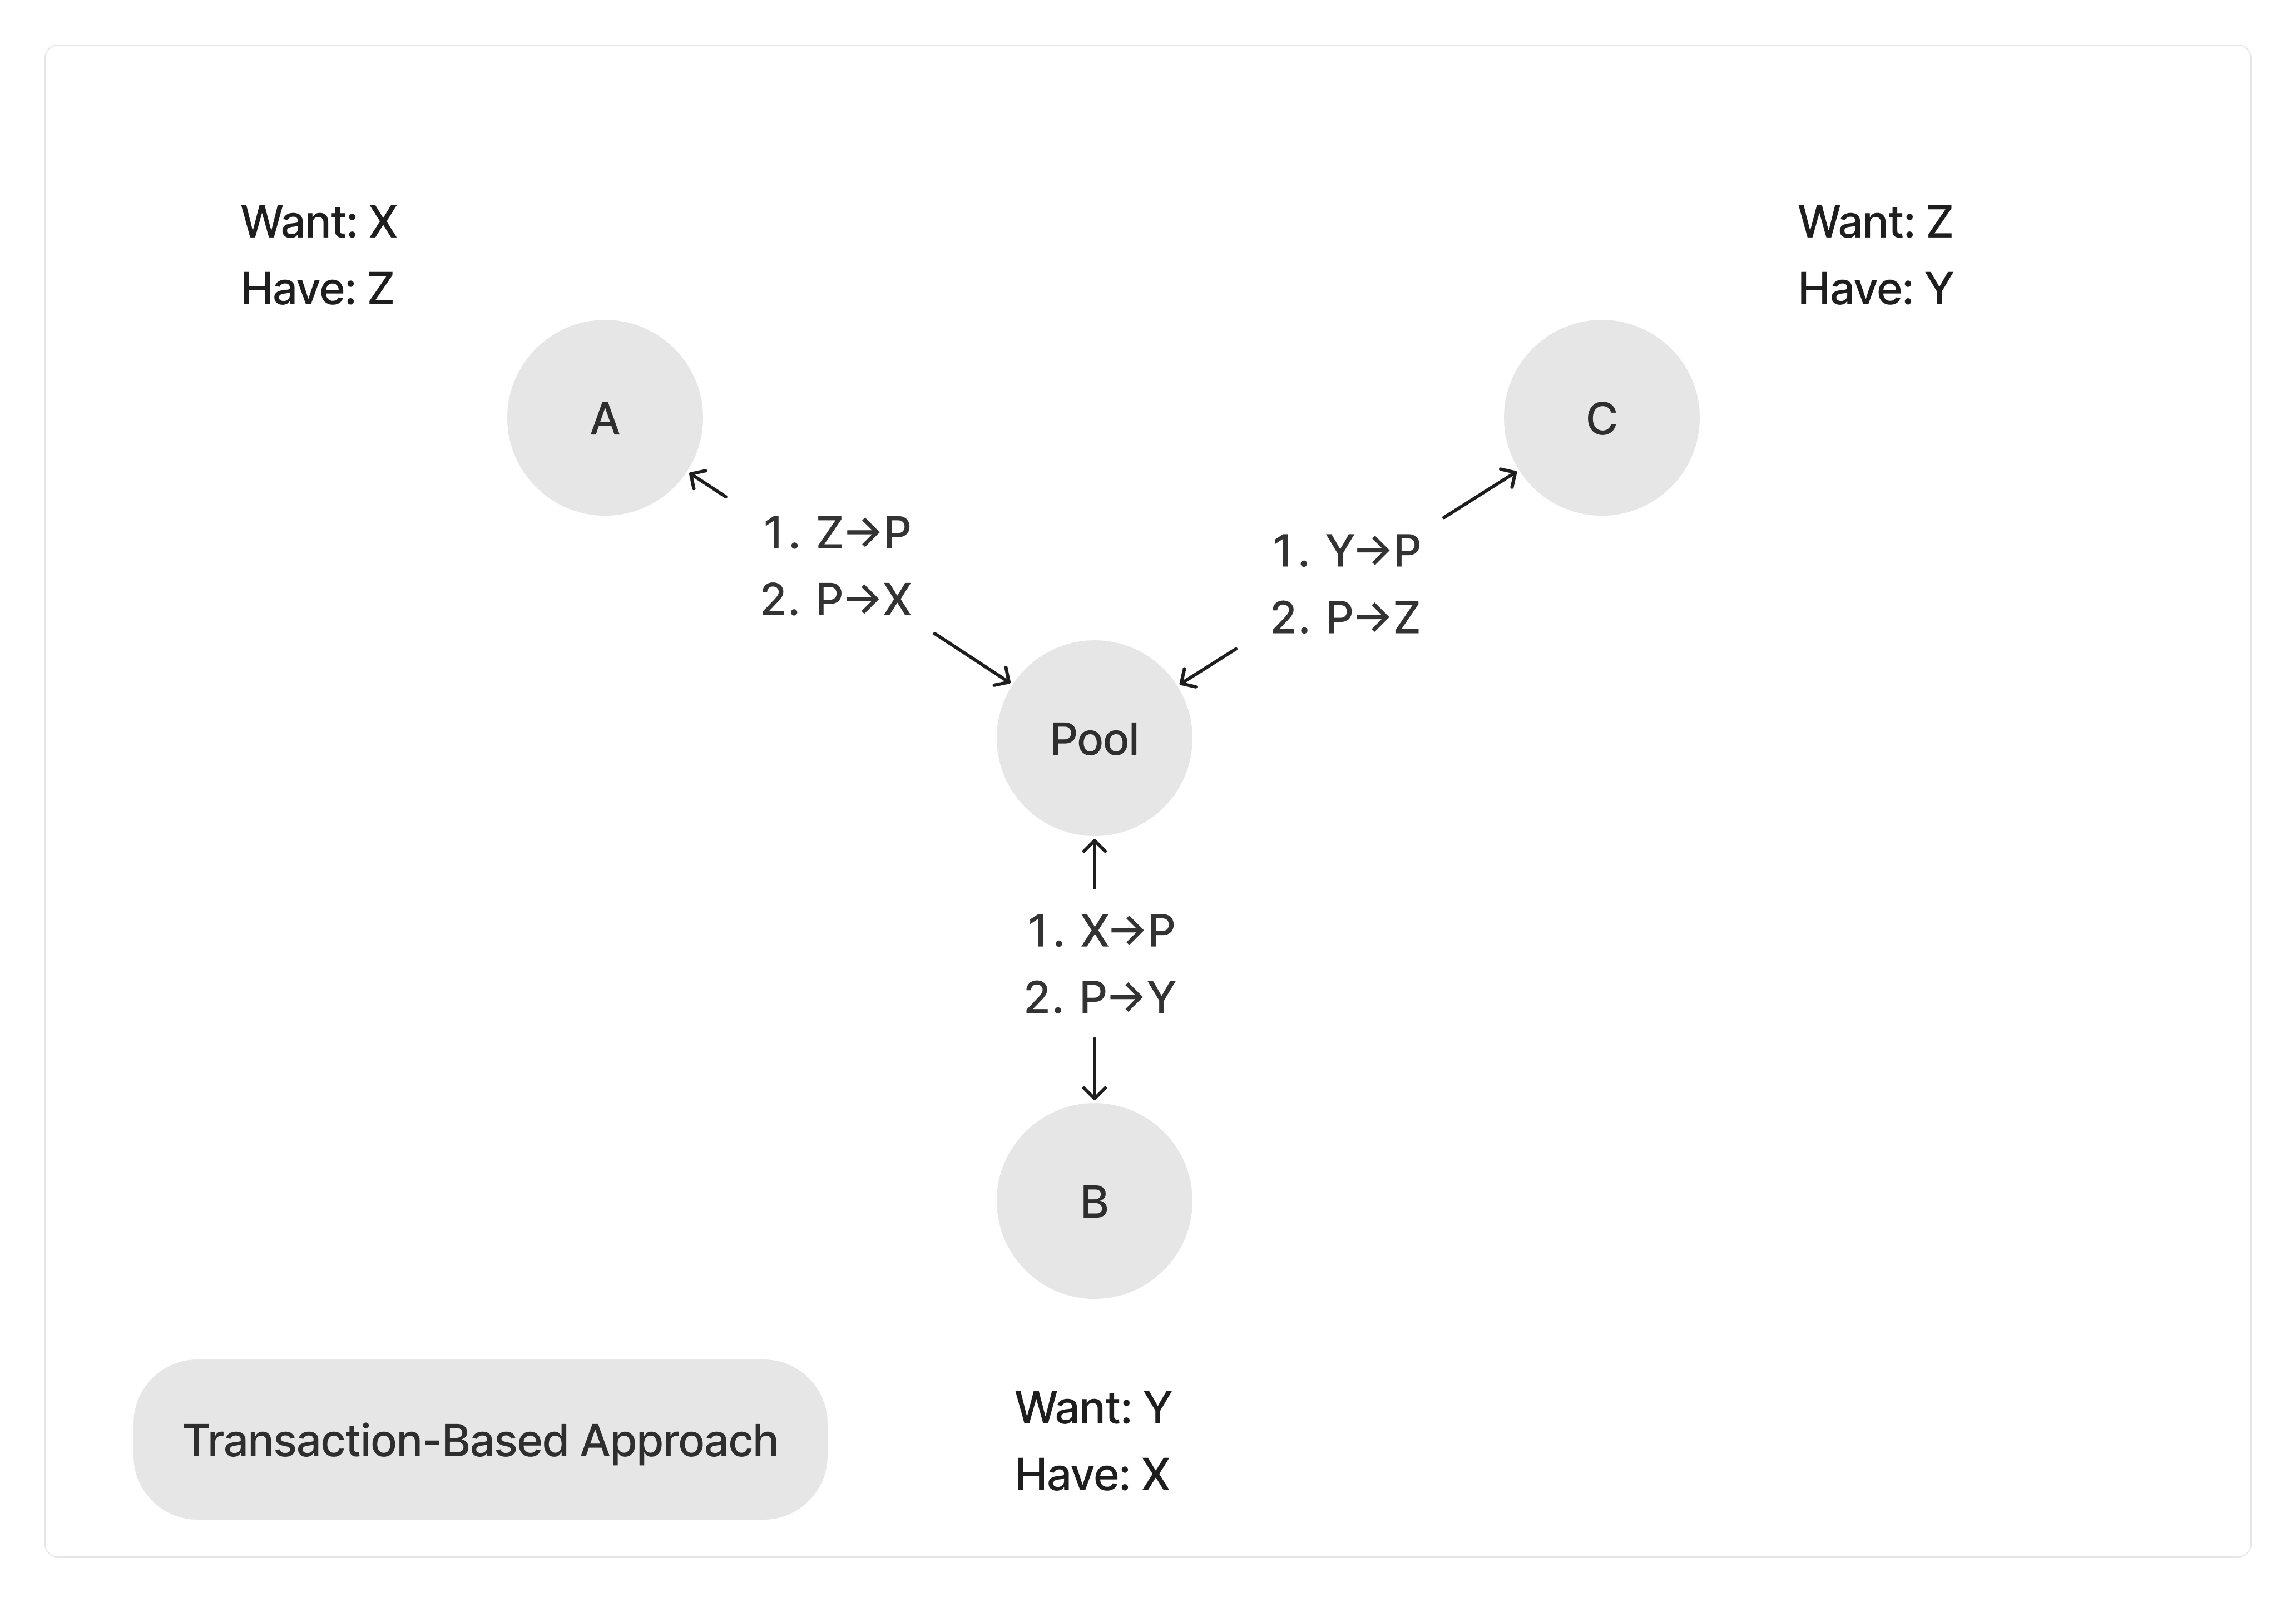 Want: X
Have: Z
Want: Z
Have: Y
A
C
1. Z→P
2. P→X
1. Y→P
2. P→Z
Pool
1. X→P
2. P→Y
B
Want: Y
Have: X
Transaction-Based Approach